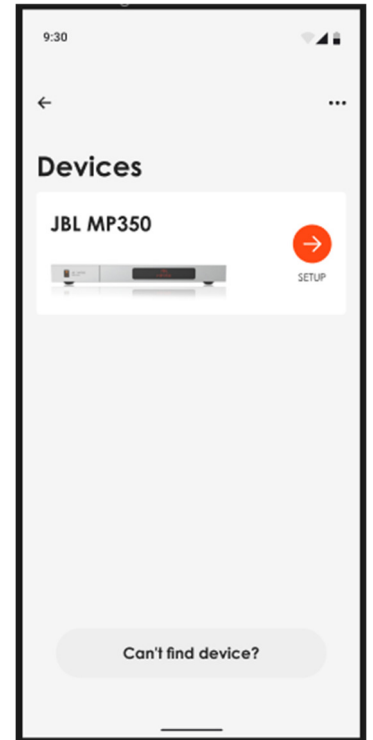 9:30
Devices
JBL MP350
SETUP
Can't find device?